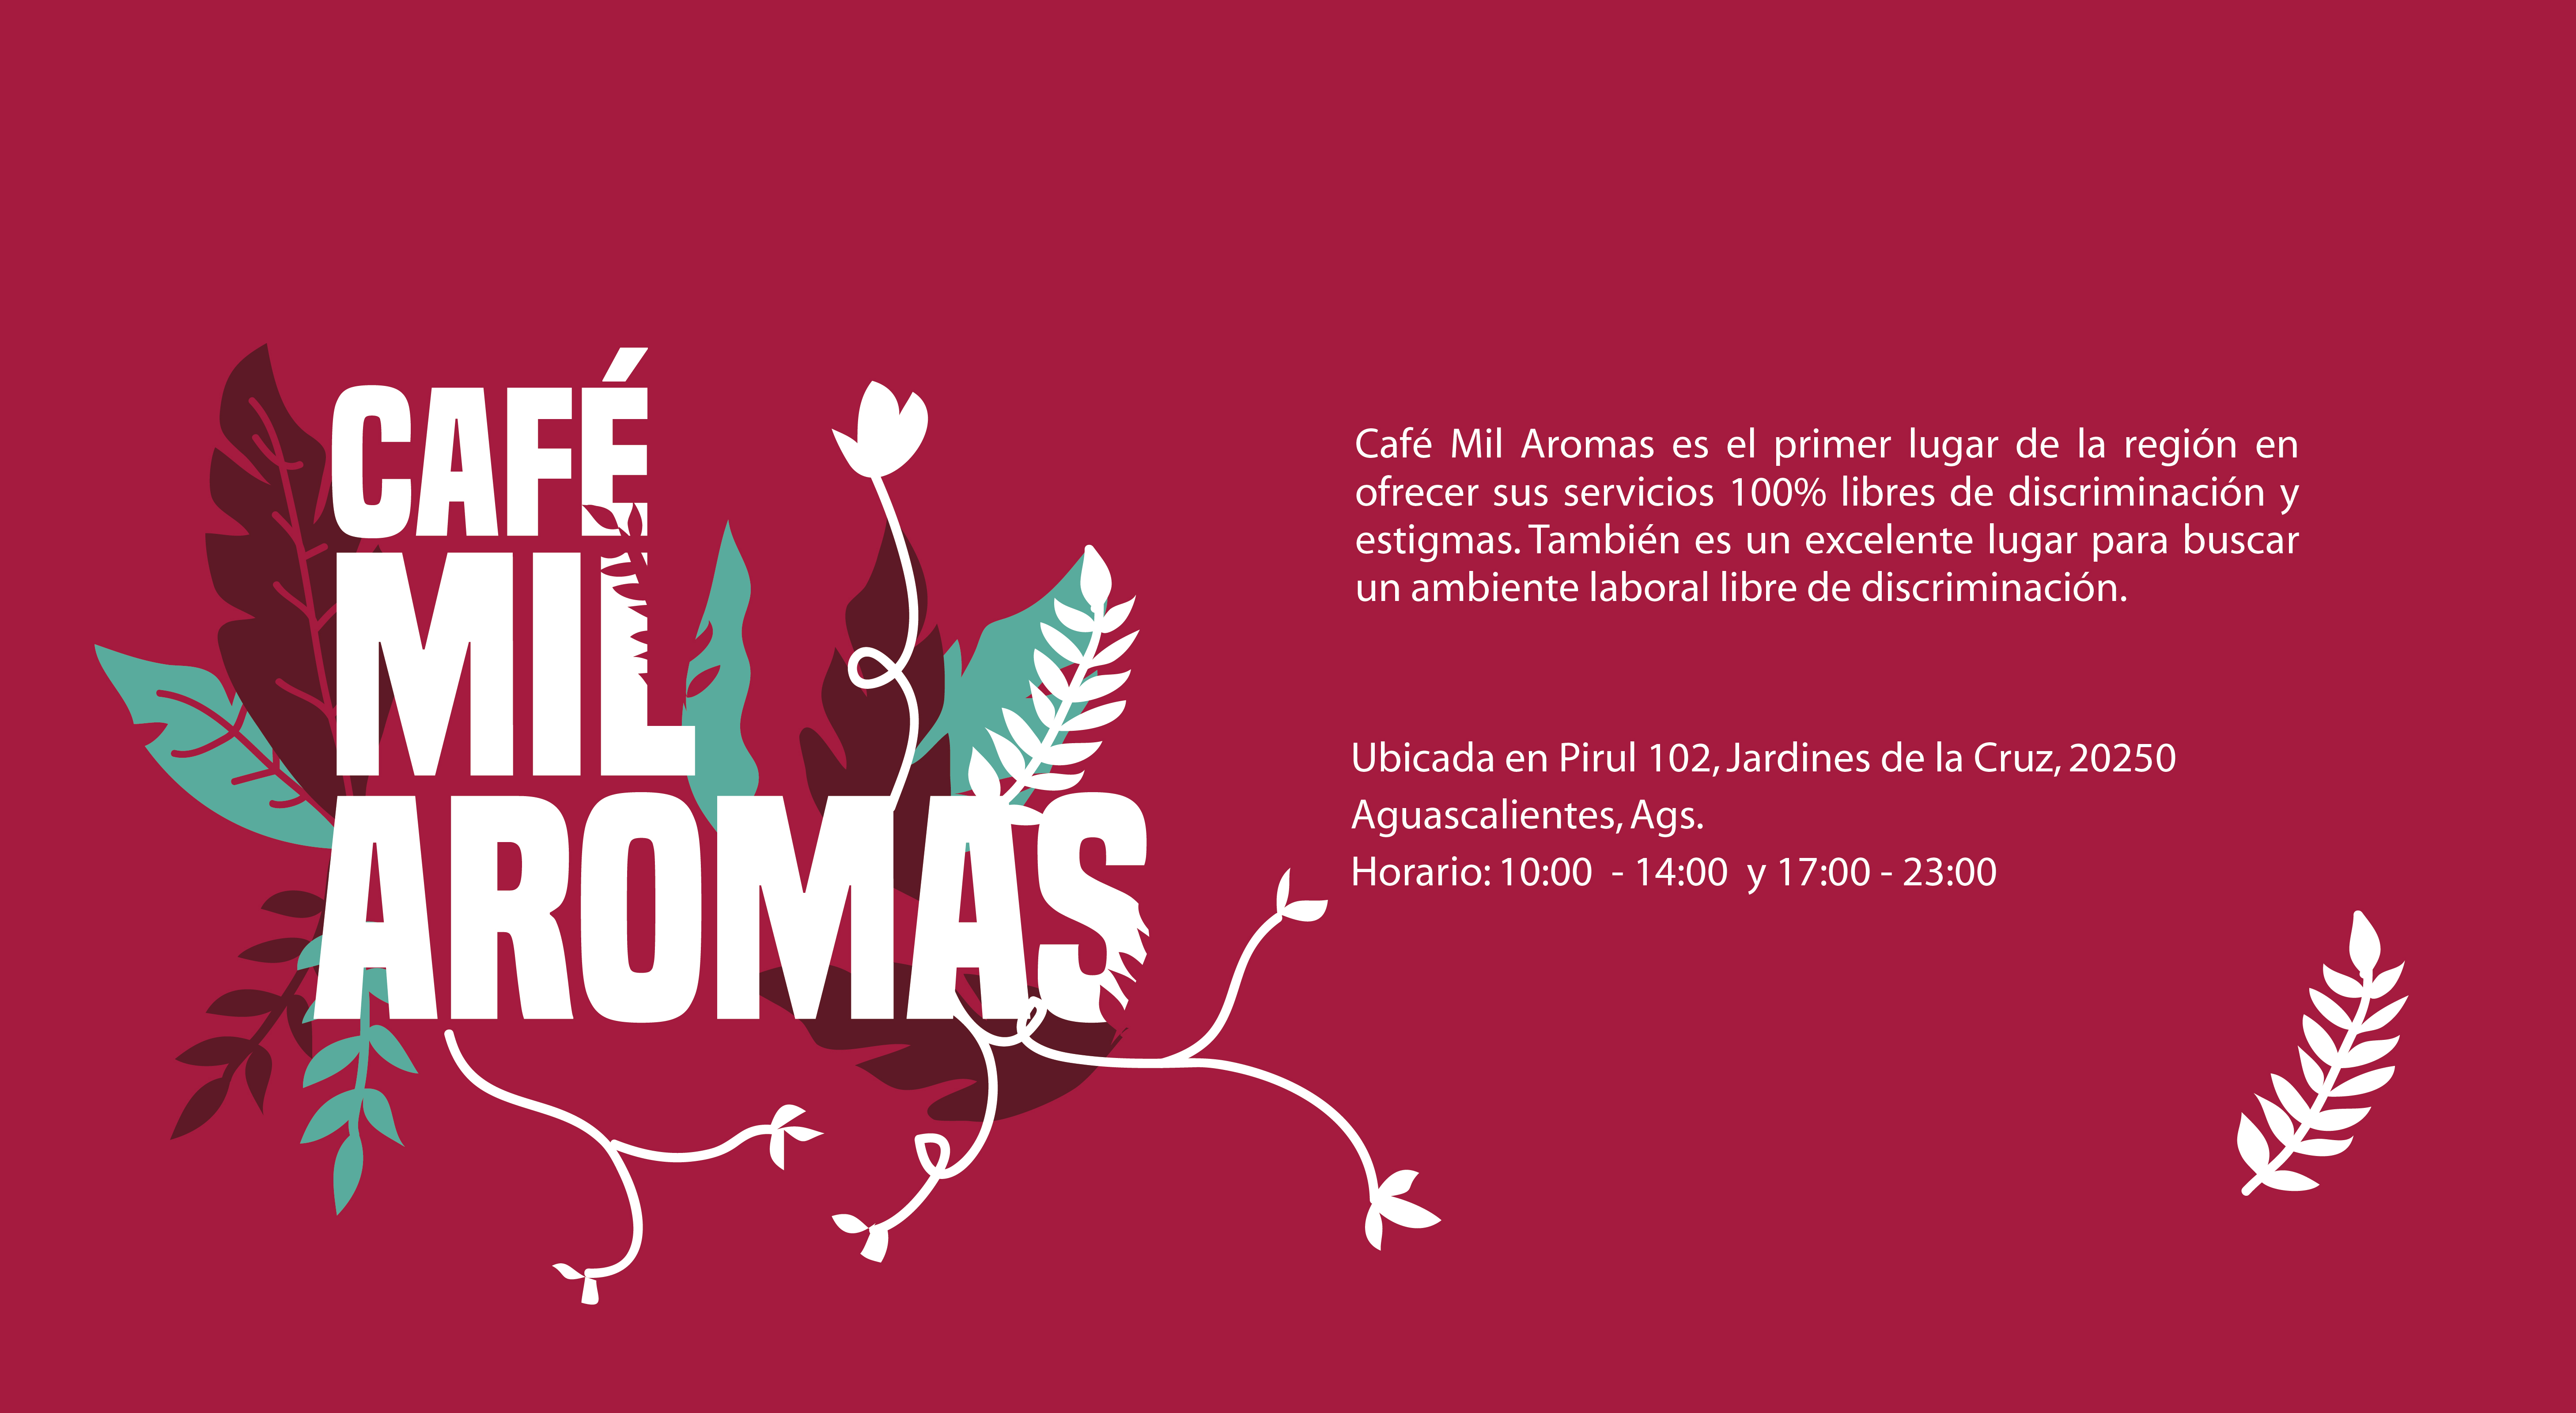 CAFÉ
MIL
AROMAS
Café Mil Aromas es el primer lugar de la región en
ofrecer sus servicios 100% libres de discriminación y
estigmas. También es un excelente lugar para buscar
un ambiente laboral libre de discriminación.
Ubicada en Pirul 102, Jardines de la Cruz, 20250
Aguascalientes, Ags.
Horario: 10:00 - 14:00 y 17:00 - 23:00